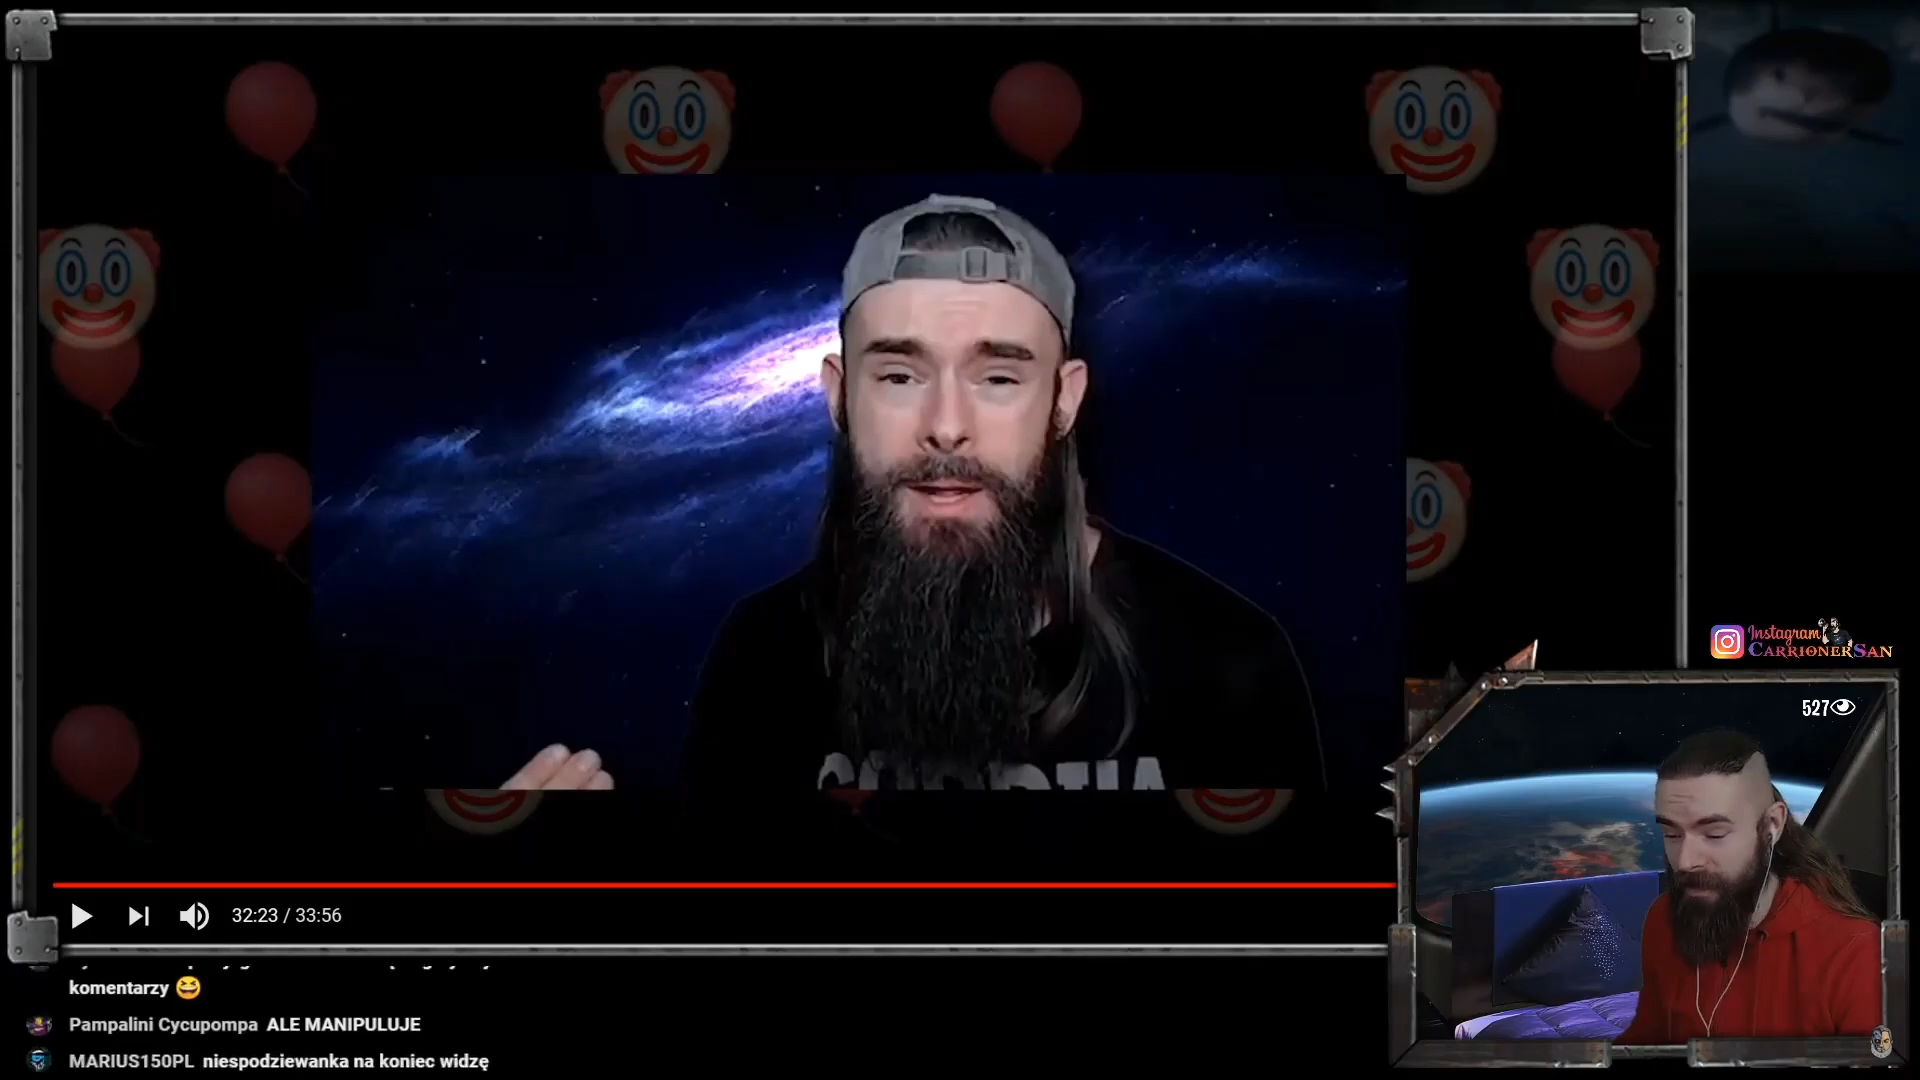 Instagram
CARRIONERSAN
527
32:23 / 33:56
komentarzy
Pampalini Cycupompa ALE MANIPULUJE
MARIUS150PL niespodziewanka na koniec widzę